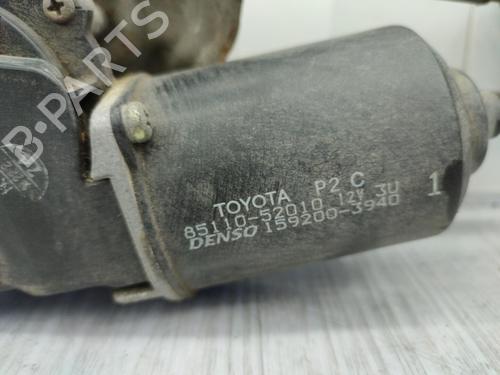 B-PARTS
TOYOTA P2 C
85110-52010 12V 3U
DENSO 159200-3940
1